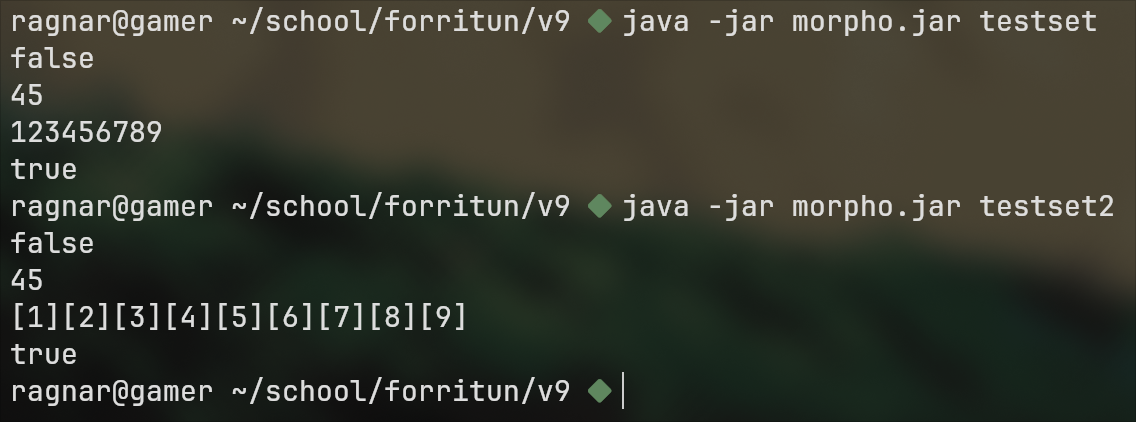 ragnar@gamer ~/school/forritun/v9 ◆ java -jar morpho.jar testset
false
45
123456789
true
ragnar@gamer ~/school/forritun/v9 ◆ java -jar morpho.jar testset2
false
45
[1][2][3][4][5][6][7][8][9]
true
ragnar@gamer ~/school/forritun/v9 ◆